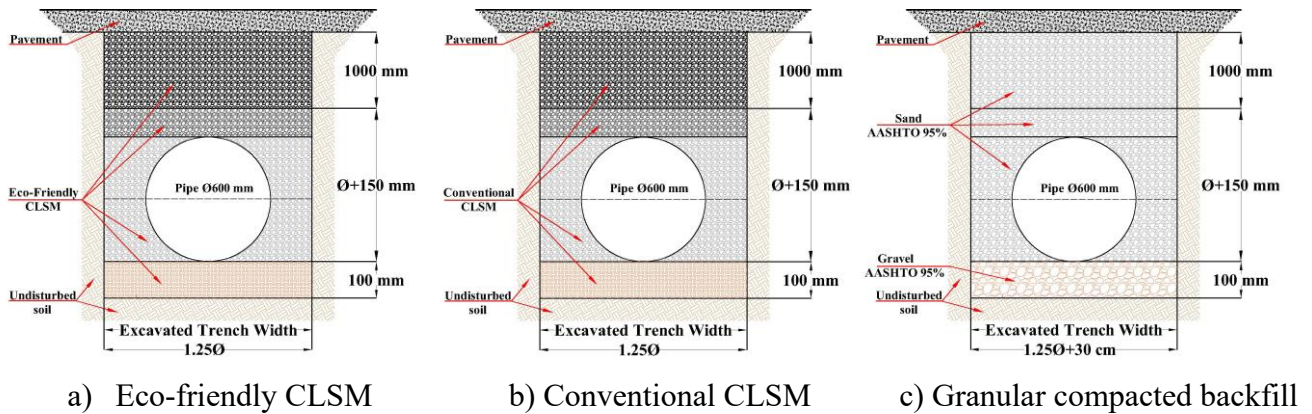 Pavement
1000 mm
Pipe Ø600 mm
Ø+150 mm
Eco-Friendly
CLSM
100 mm
Undisturbed
soil
Excavated Trench Width
1.25Ø
a) Eco-friendly CLSM
Pavement
1000 mm
Pipe Ø600 mm
Ø+150 mm
Conventional
CLSM
100 mm
Undisturbed
soil
Excavated Trench Width
1.25Ø
b) Conventional CLSM
Pavement
1000 mm
Sand
AASHTO 95%
Pipe Ø600 mm
Ø+150 mm
Gravel
AASHTO 95%
100 mm
Undisturbed
soil
Excavated Trench Width
1.25Ø+30 cm
c) Granular compacted backfill